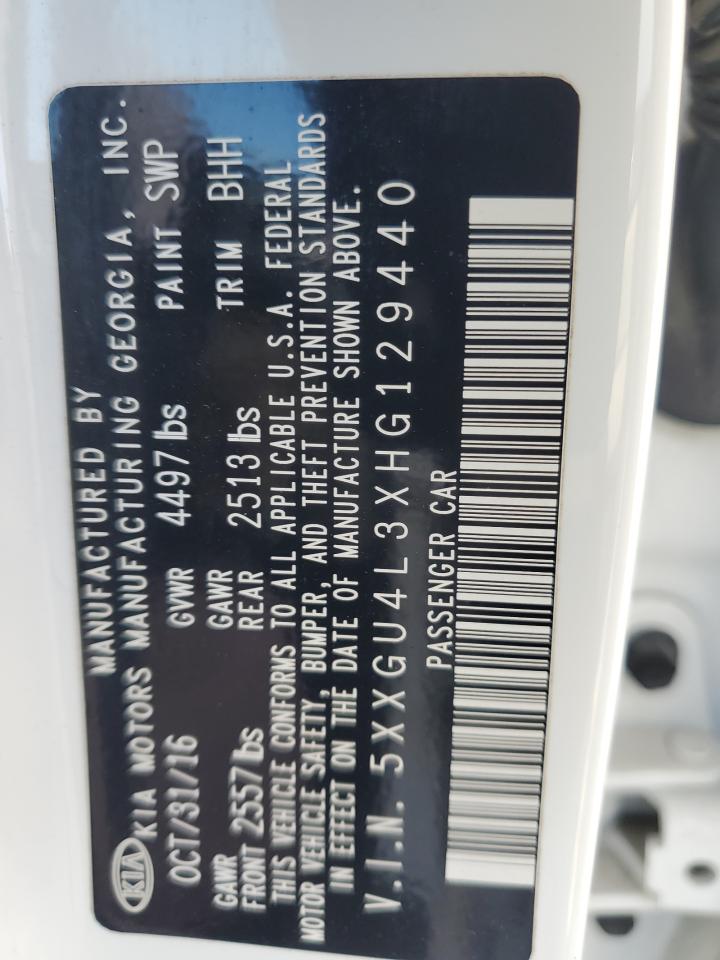 MANUFACTURED BY
KIA KIA MOTORS MANUFACTURING GEORGIA, INC.
OCT/31/16 GVWR 4497 lbs PAINT SWP
GAWR FRONT 2557 lbs GAWR REAR 2513 lbs TRIM BHH
THIS VEHICLE CONFORMS TO ALL APPLICABLE U.S.A. FEDERAL
MOTOR VEHICLE SAFETY, BUMPER, AND THEFT PREVENTION STANDARDS
IN EFFECT ON THE DATE OF MANUFACTURE SHOWN ABOVE.
V.I.N. 5XXGU4L3XHG129440
PASSENGER CAR